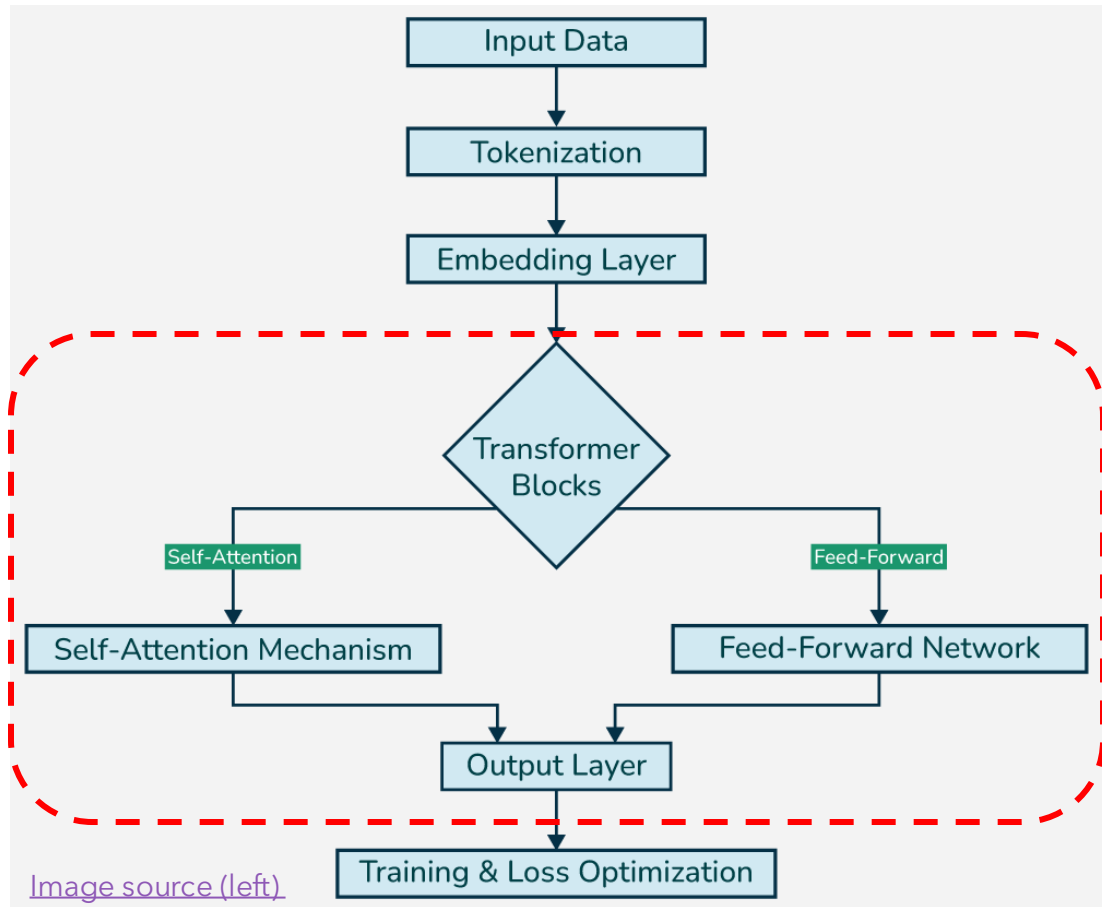 Input Data
Tokenization
Embedding Layer
Transformer
Blocks
Self-Attention
Feed-Forward
Self-Attention Mechanism
Feed-Forward Network
Output Layer
Training & Loss Optimization
Image source (left)